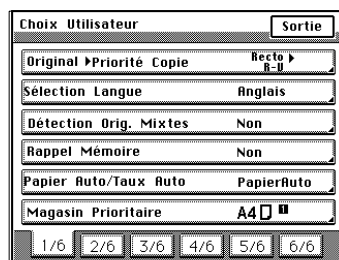 Choix Utilisateur Sortie
Original ▸Priorité Copie Recto ▸
R-V
Sélection Langue Anglais
Détection Orig. Mixtes Non
Rappel Mémoire Non
Papier Auto/Taux Auto PapierAuto
Magasin Prioritaire A4 1
1/6 2/6 3/6 4/6 5/6 6/6